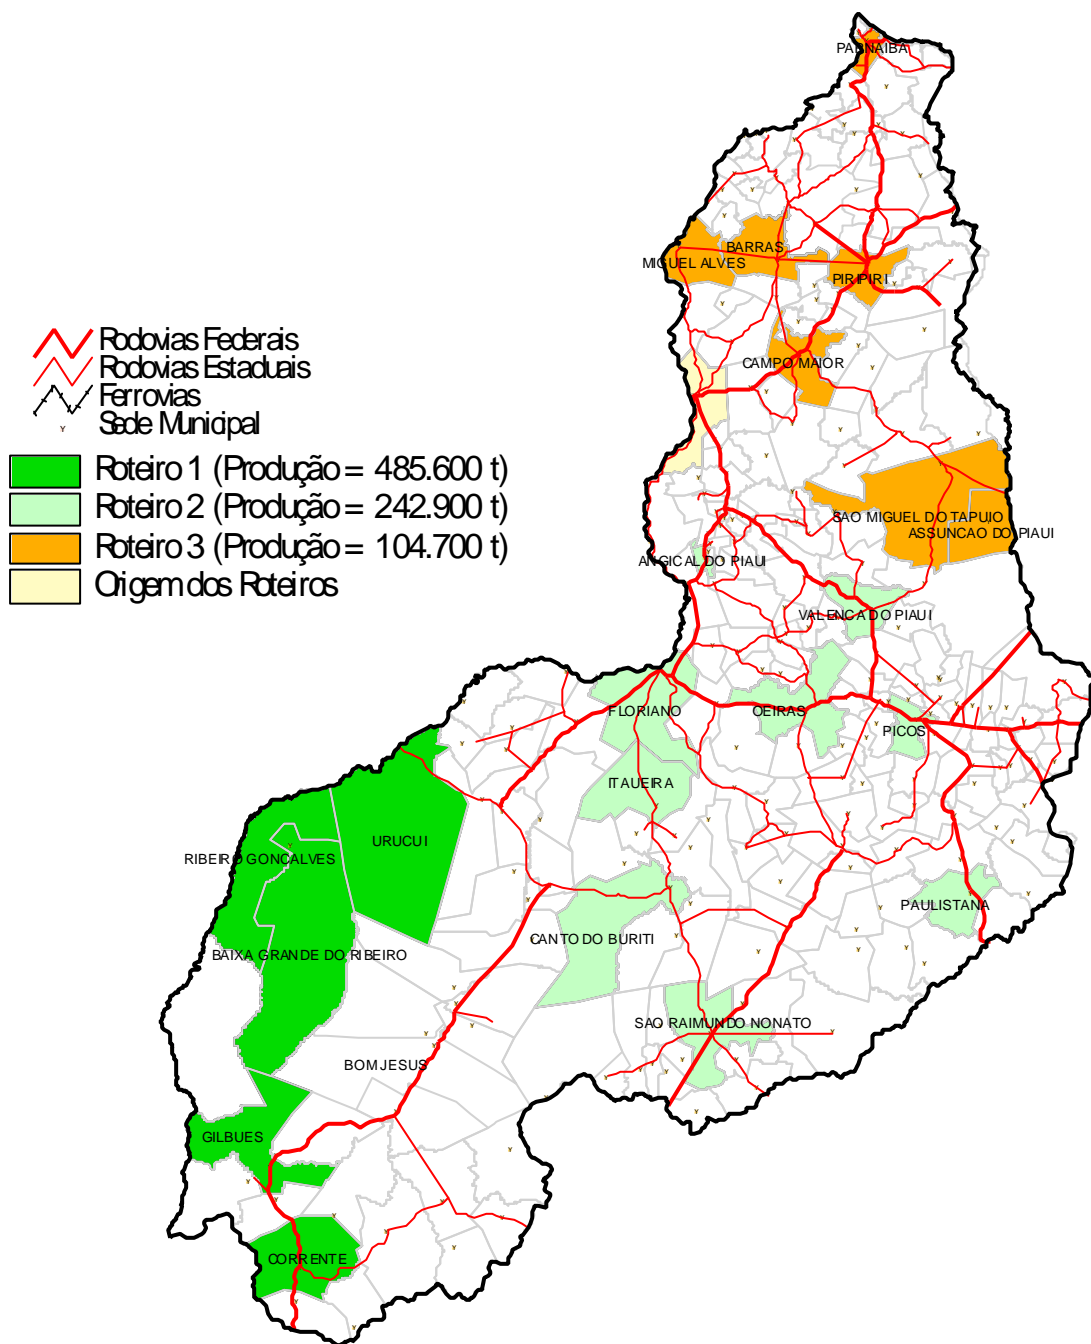 PARNAIBA
BARRAS
MIGUEL ALVES
PIRIPIRI
Rodovias Federais
Rodovias Estaduais
CAMPO MAIOR
Ferrovias
Sede Municipal
Roteiro 1 (Produção = 485.600 t)
Roteiro 2 (Produção = 242.900 t)
SAO MIGUEL DO TAPUIO
ASSUNCAO DO PIAUI
Roteiro 3 (Produção = 104.700 t)
ANGICAL DO PIAUI
Origem dos Roteiros
VALENCA DO PIAUI
FLORIANO
OEIRAS
PICOS
ITAUEIRA
URUCUI
RIBEIRO GONCALVES
PAULISTANA
CANTO DO BURITI
BAIXA GRANDE DO RIBEIRO
SAO RAIMUNDO NONATO
BOM JESUS
GILBUES
CORRENTE